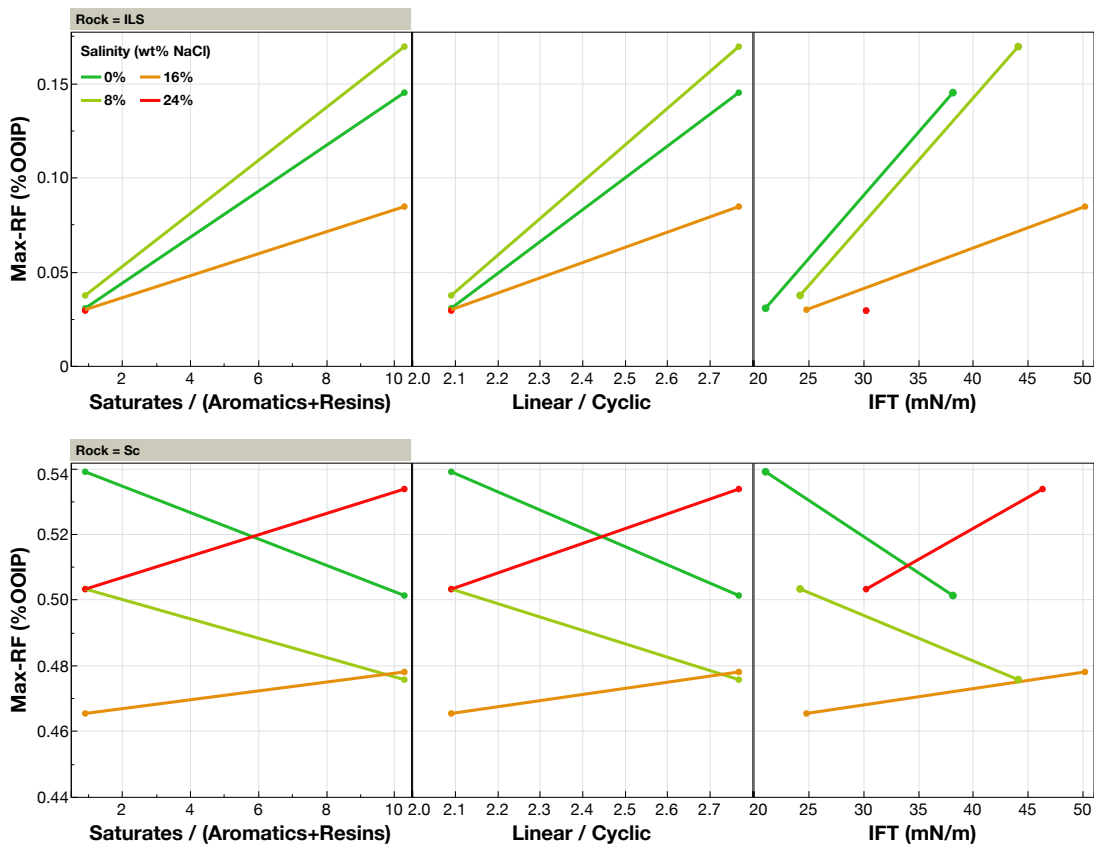 Rock = ILS
Salinity (wt% NaCl)
0% 16%
8% 24%
Max-RF (%OOIP)
0.15
0.10
0.05
0
2 4 6 8 10 2.0 2.1 2.2 2.3 2.4 2.5 2.6 2.7 20 25 30 35 40 45 50
Saturates / (Aromatics+Resins) Linear / Cyclic IFT (mN/m)
Rock = Sc
Max-RF (%OOIP)
0.54
0.52
0.50
0.48
0.46
0.44
2 4 6 8 10 2.0 2.1 2.2 2.3 2.4 2.5 2.6 2.7 20 25 30 35 40 45 50
Saturates / (Aromatics+Resins) Linear / Cyclic IFT (mN/m)